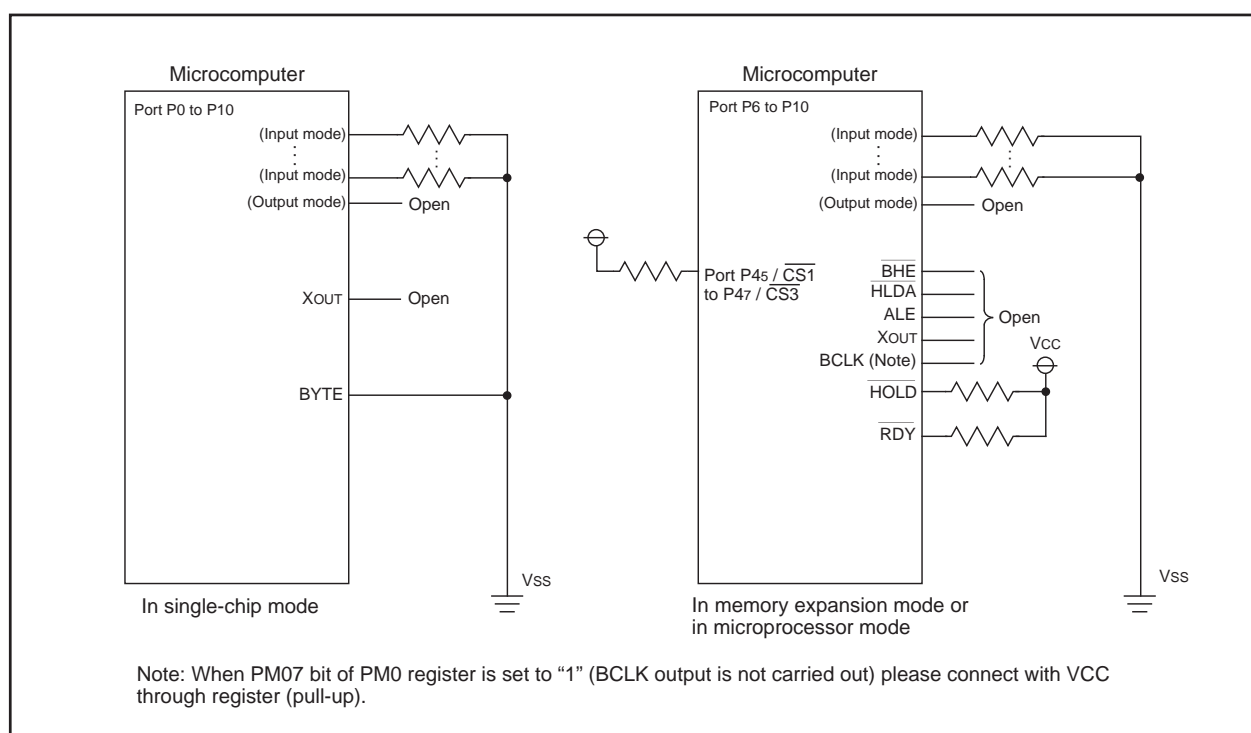 Microcomputer
Port P0 to P10
(Input mode)
(Input mode)
(Output mode)
Open
XOUT
Open
BYTE
VSS
In single-chip mode
Microcomputer
Port P6 to P10
(Input mode)
(Input mode)
(Output mode)
Open
Port P45 / CS1
to P47 / CS3
BHE
HLDA
ALE
XOUT
BCLK (Note)
Open
VCC
HOLD
RDY
VSS
In memory expansion mode or
in microprocessor mode
Note: When PM07 bit of PM0 register is set to “1” (BCLK output is not carried out) please connect with VCC
through register (pull-up).